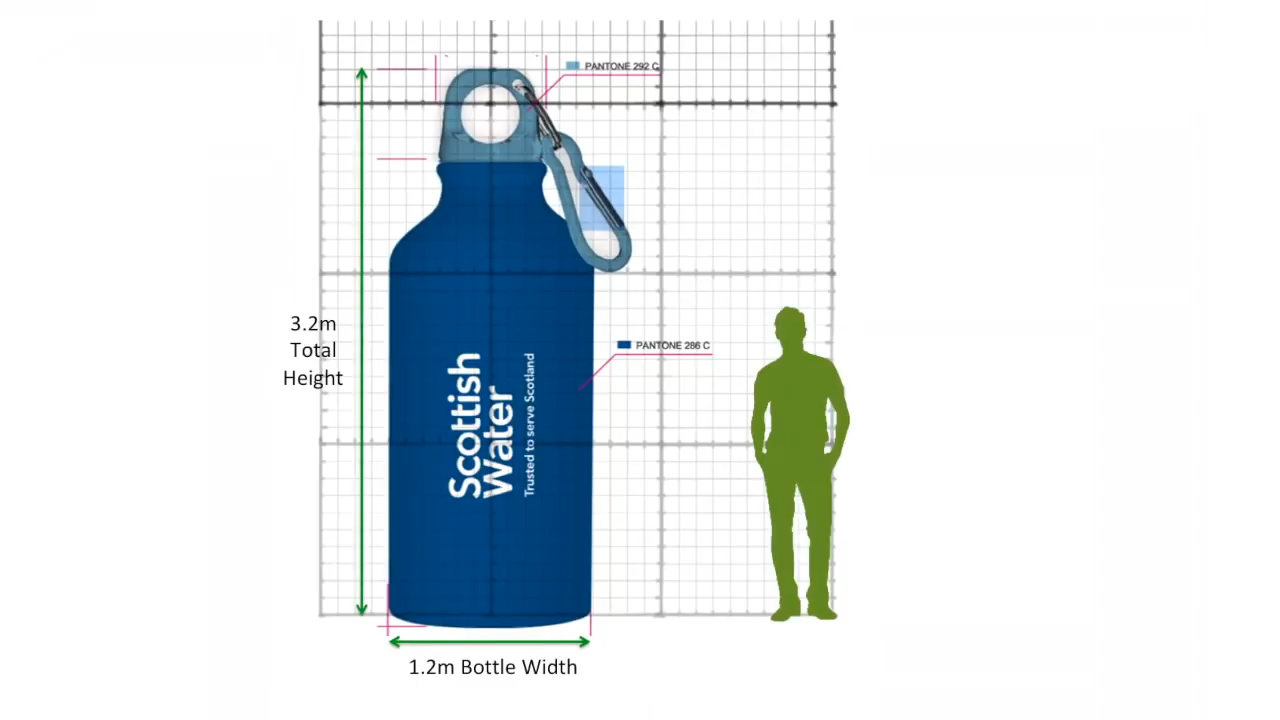 PANTONE 292 C
3.2m
Total
Height
PANTONE 286 C
Scottish
Water
Trusted to serve Scotland
1.2m Bottle Width